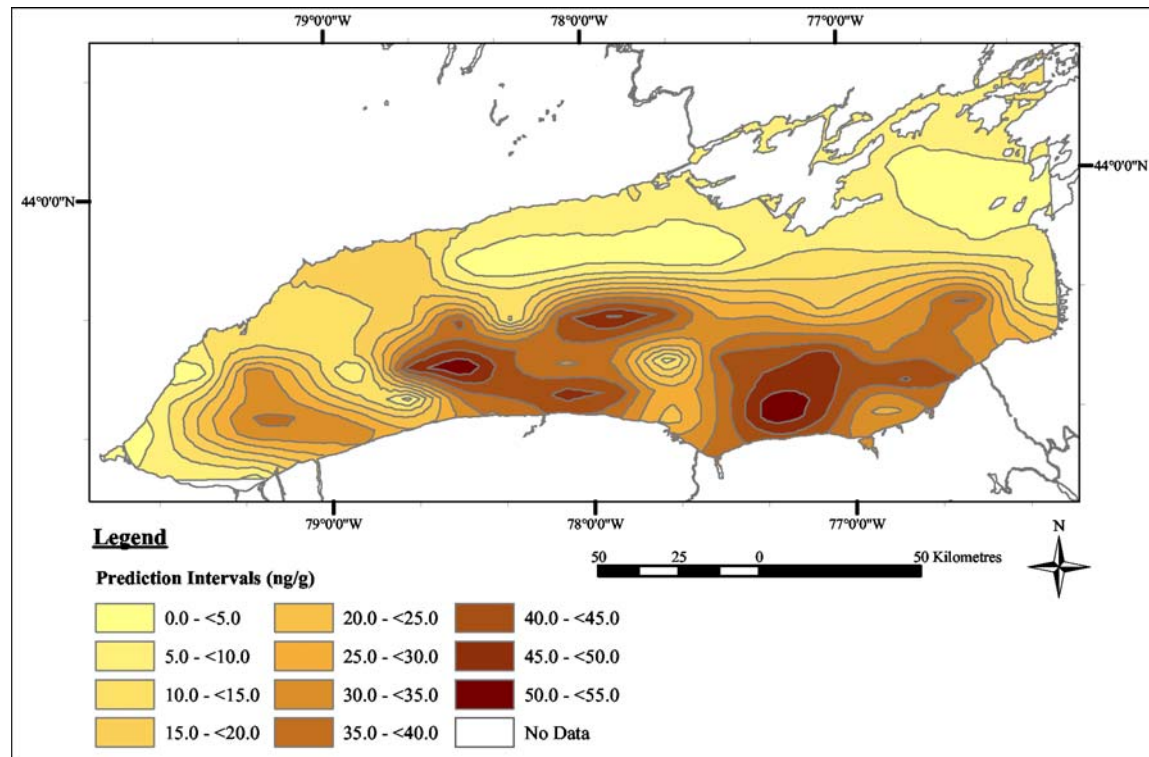 79°0'0"W 78°0'0"W 77°0'0"W
44°0'0"N
44°0'0"N
79°0'0"W 78°0'0"W 77°0'0"W
Legend
Prediction Intervals (ng/g)
0.0 - <5.0
5.0 - <10.0
10.0 - <15.0
15.0 - <20.0
20.0 - <25.0
25.0 - <30.0
30.0 - <35.0
35.0 - <40.0
40.0 - <45.0
45.0 - <50.0
50.0 - <55.0
No Data
50 25 0 50 Kilometres
N